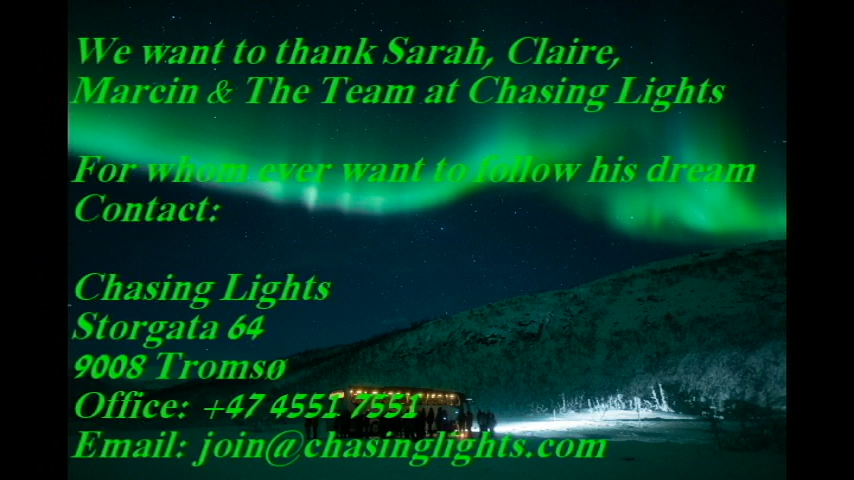 We want to thank Sarah, Claire,
Marcin & The Team at Chasing Lights
For whom ever want to follow his dream
Contact:
Chasing Lights
Storgata 64
9008 Tromsø
Office: +47 4551 7551
Email: join@chasinglights.com